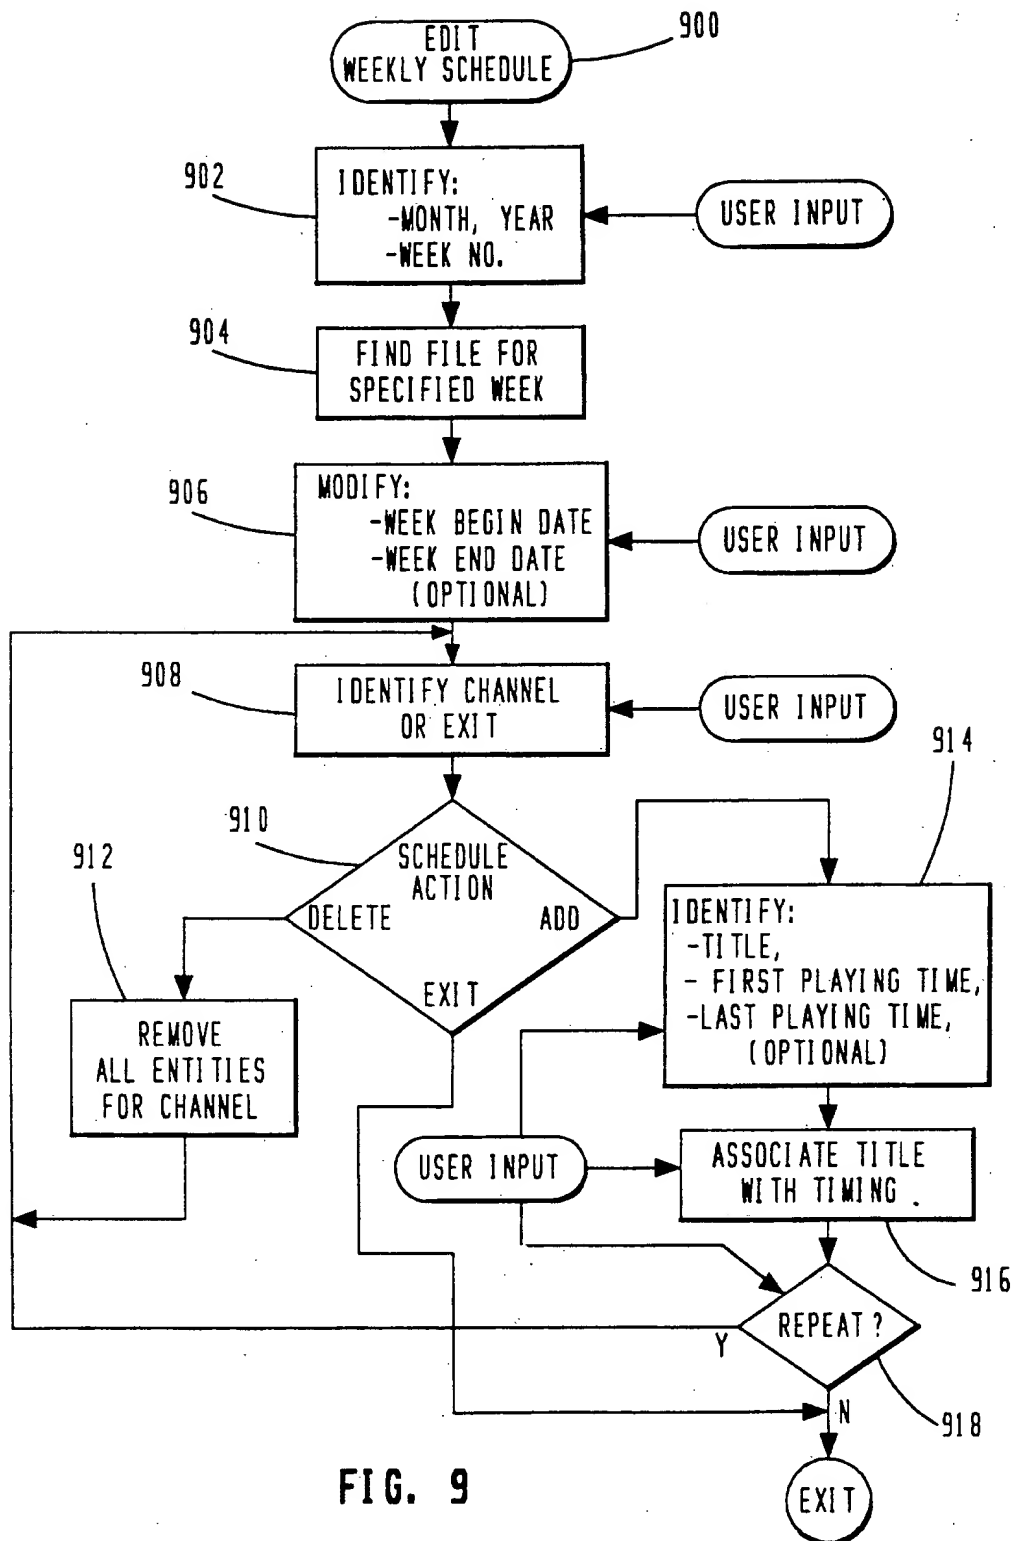 EDIT
WEEKLY SCHEDULE
900
902
IDENTIFY:
-MONTH, YEAR
-WEEK NO.
USER INPUT
904
FIND FILE FOR
SPECIFIED WEEK
906
MODIFY:
-WEEK BEGIN DATE
-WEEK END DATE
(OPTIONAL)
USER INPUT
908
IDENTIFY CHANNEL
OR EXIT
USER INPUT
910
SCHEDULE
ACTION
DELETE
ADD
EXIT
912
REMOVE
ALL ENTITIES
FOR CHANNEL
914
IDENTIFY:
-TITLE,
- FIRST PLAYING TIME,
-LAST PLAYING TIME,
(OPTIONAL)
USER INPUT
ASSOCIATE TITLE
WITH TIMING .
916
REPEAT?
Y
N
918
EXIT
FIG. 9